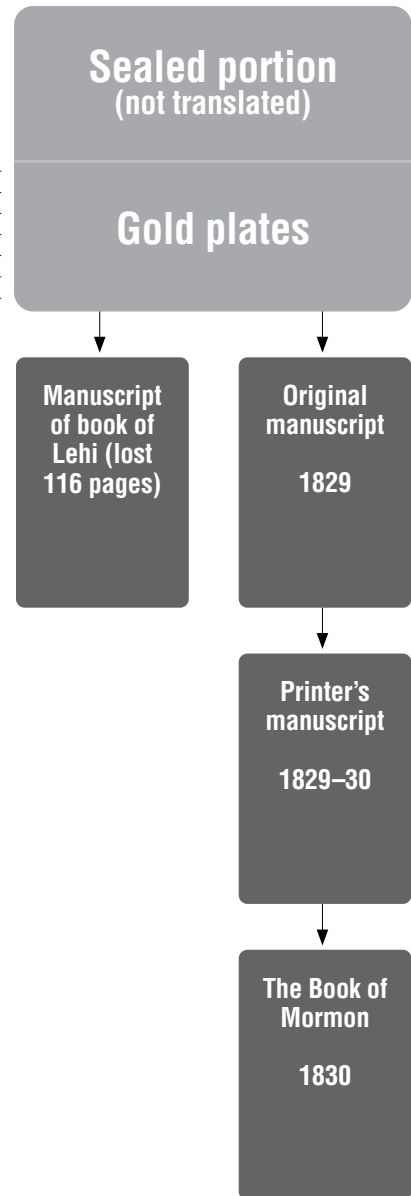 Sealed portion
(not translated)
Gold plates
Manuscript
of book of
Lehi (lost
116 pages)
Original
manuscript
1829
Printer’s
manuscript
1829–30
The Book of
Mormon
1830